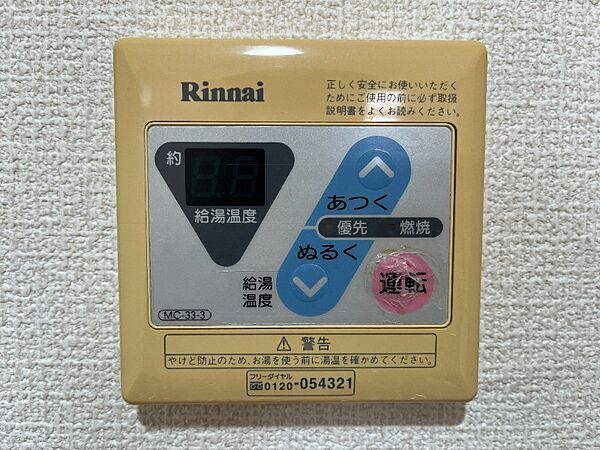 Rinnai
正しく安全にお使いいただく
ためにご使用の前に必ず取扱
説明書をよくお読みください。
約
給湯温度
あつく
優先 燃焼
ぬるく
給湯
温度
運転
MC-33-3
⚠ 警告
やけど防止のため、お湯を使う前に湯温を確かめてください。
フリーダイヤル
0120-054321